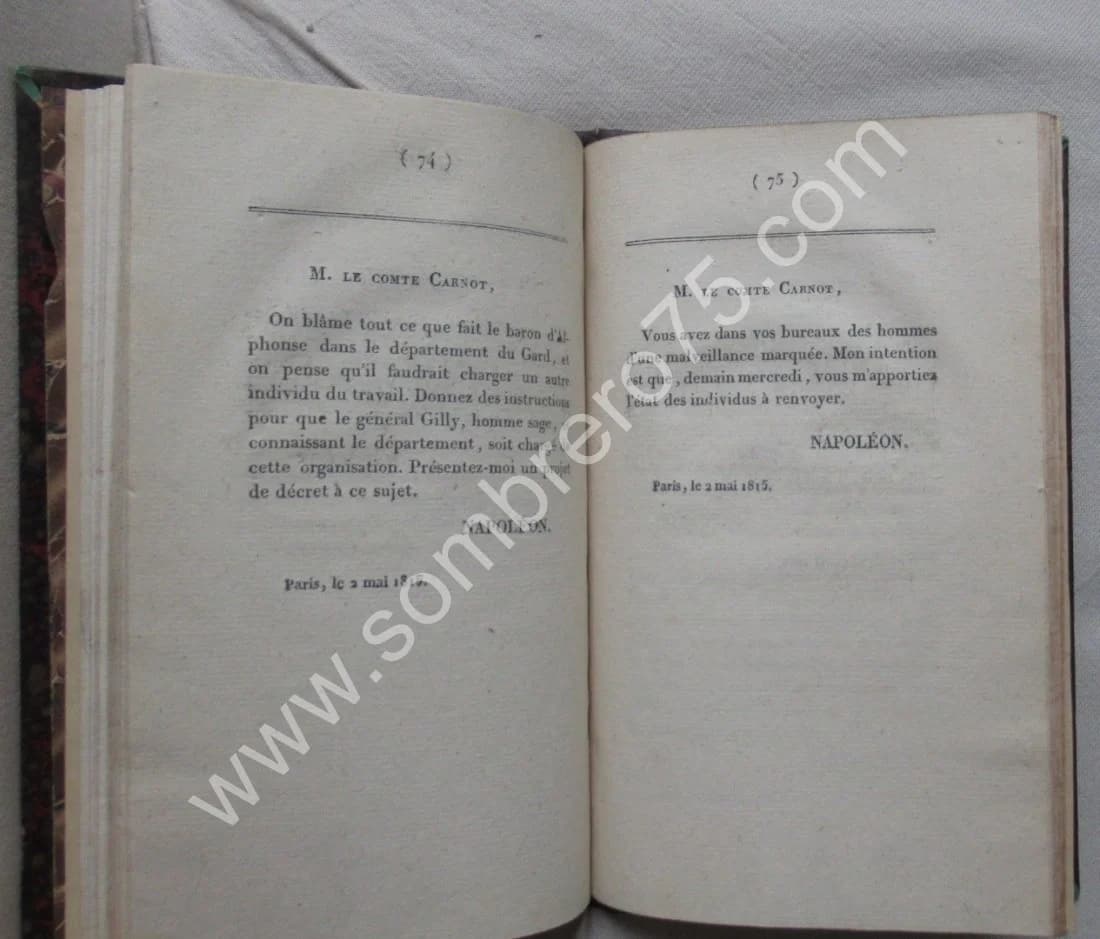 ( 74 )
M. LE COMTE CARNOT,
On blâme tout ce que fait le baron d'Al-
phonse dans le département du Gard, et
on pense qu'il faudrait charger un autre
individu du travail. Donnez des instructions
pour que le général Gilly, homme sage,
connaissant le département, soit chargé
cette organisation. Présentez-moi un projet
de décret à ce sujet.
NAPOLÉON.
Paris, le 2 mai 1815.
( 75 )
M. LE COMTE CARNOT,
Vous avez dans vos bureaux des hommes
d'une malveillance marquée. Mon intention
est que, demain mercredi, vous m'apportiez
l'état des individus à renvoyer.
NAPOLÉON.
Paris, le 2 mai 1815.
www.sombrero75.com